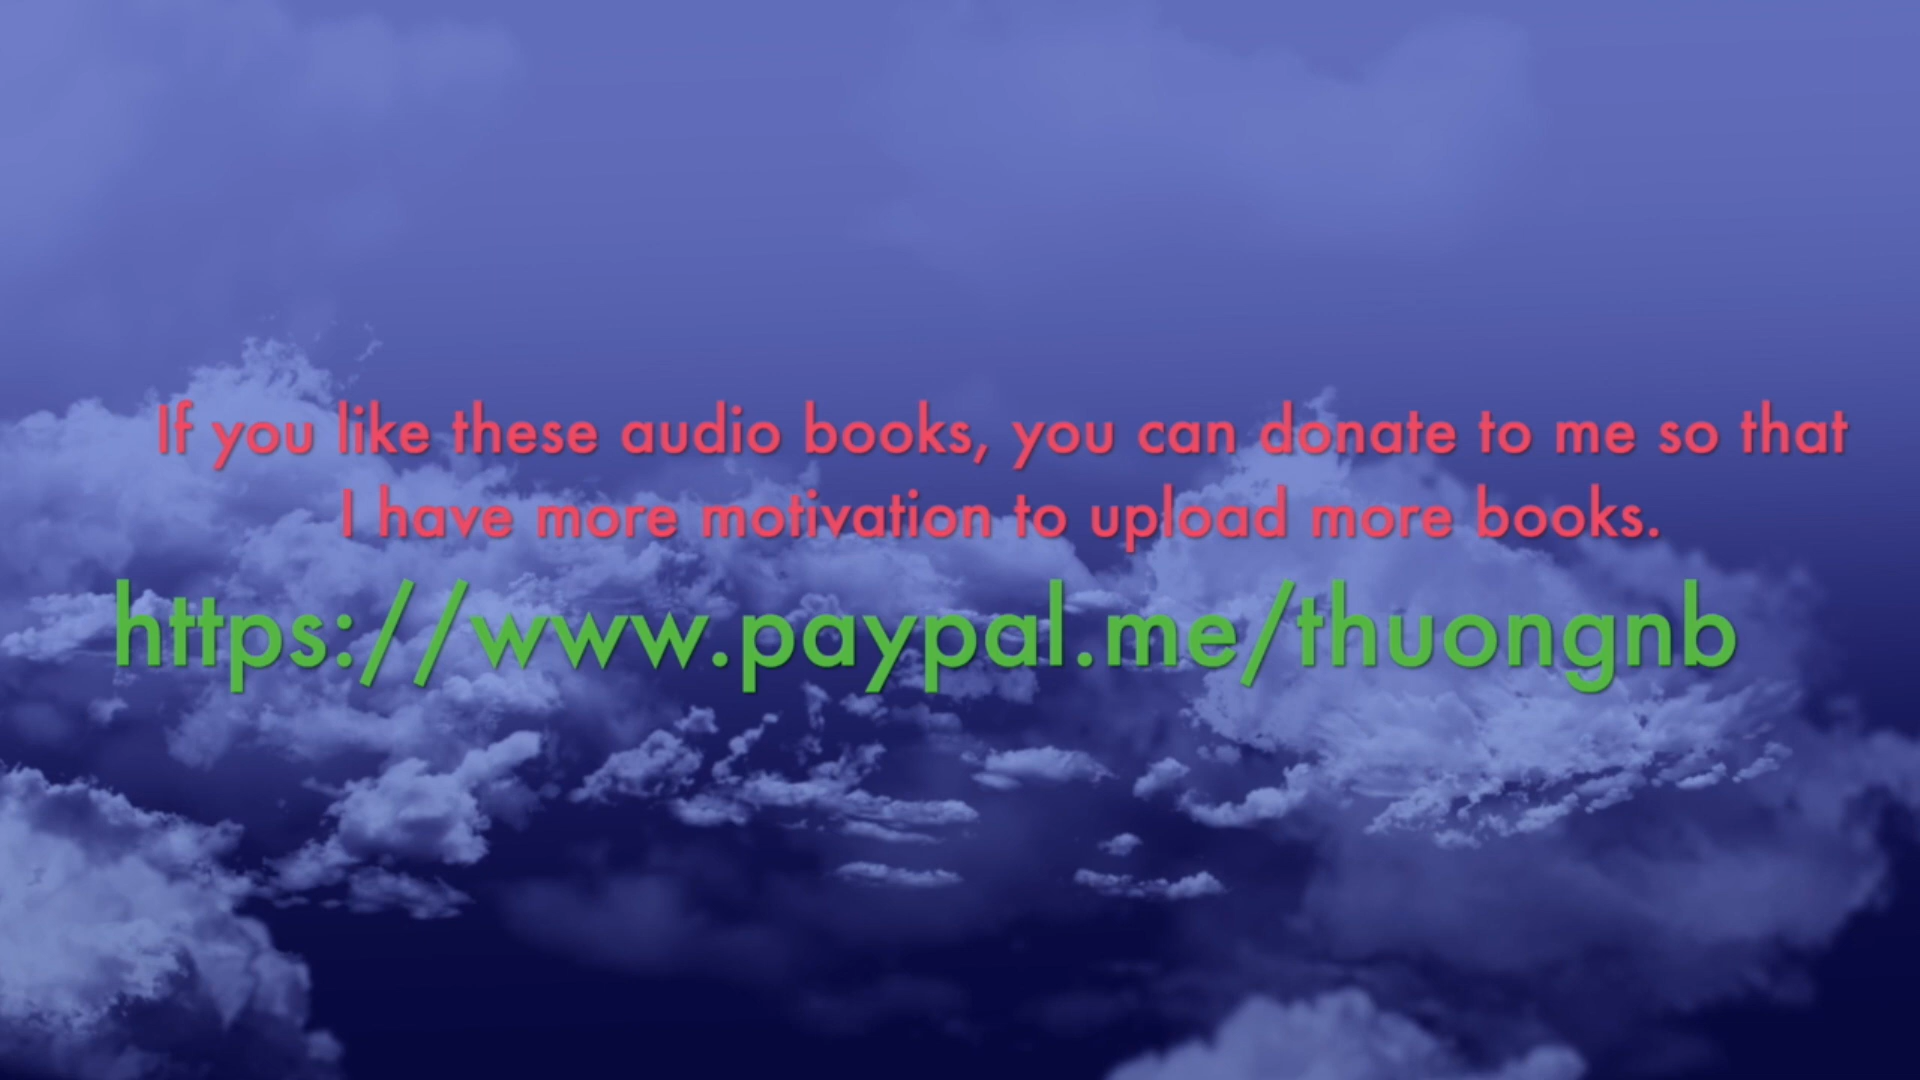 If you like these audio books, you can donate to me so that
I have more motivation to upload more books.
https://www.paypal.me/thuongnb